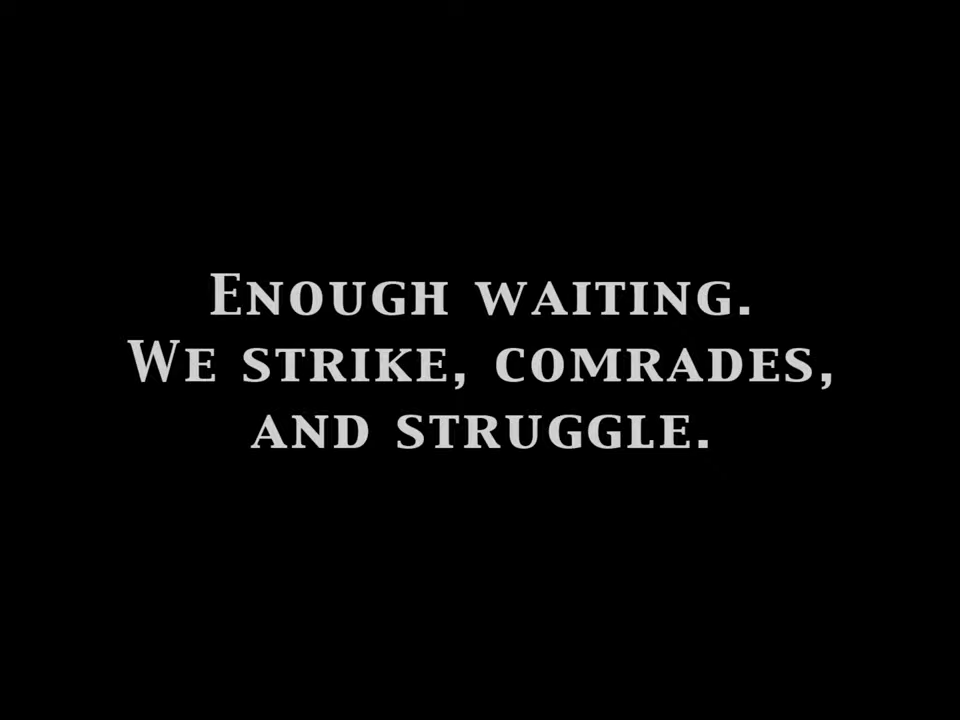 Enough waiting.
We strike, comrades,
and struggle.